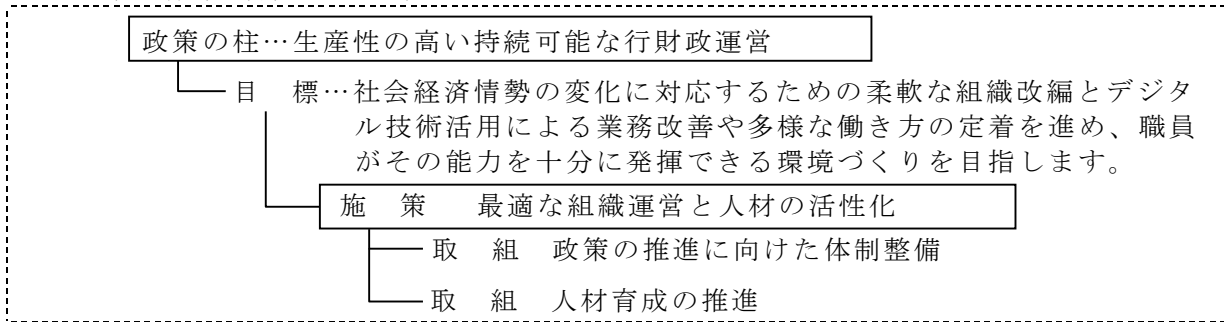 政策の柱…生産性の高い持続可能な行財政運営
目　標…社会経済情勢の変化に対応するための柔軟な組織改編とデジタ
ル技術活用による業務改善や多様な働き方の定着を進め、職員
がその能力を十分に発揮できる環境づくりを目指します。
施　策　最適な組織運営と人材の活性化
取　組　政策の推進に向けた体制整備
取　組　人材育成の推進